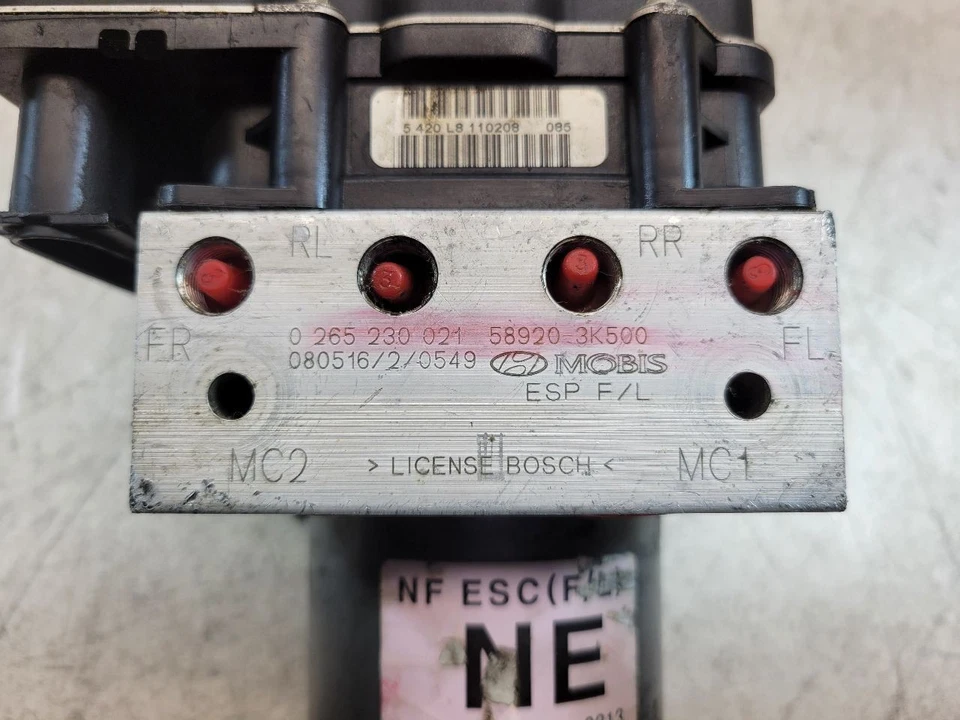 5 420 L8 110208 085
RL RR
FR FL
0 265 230 021 58920-3K500
080516/2/0549 MOBIS
ESP F/L
MC2 >LICENSE BOSCH< MC1
NF ESC(F/L)
NE